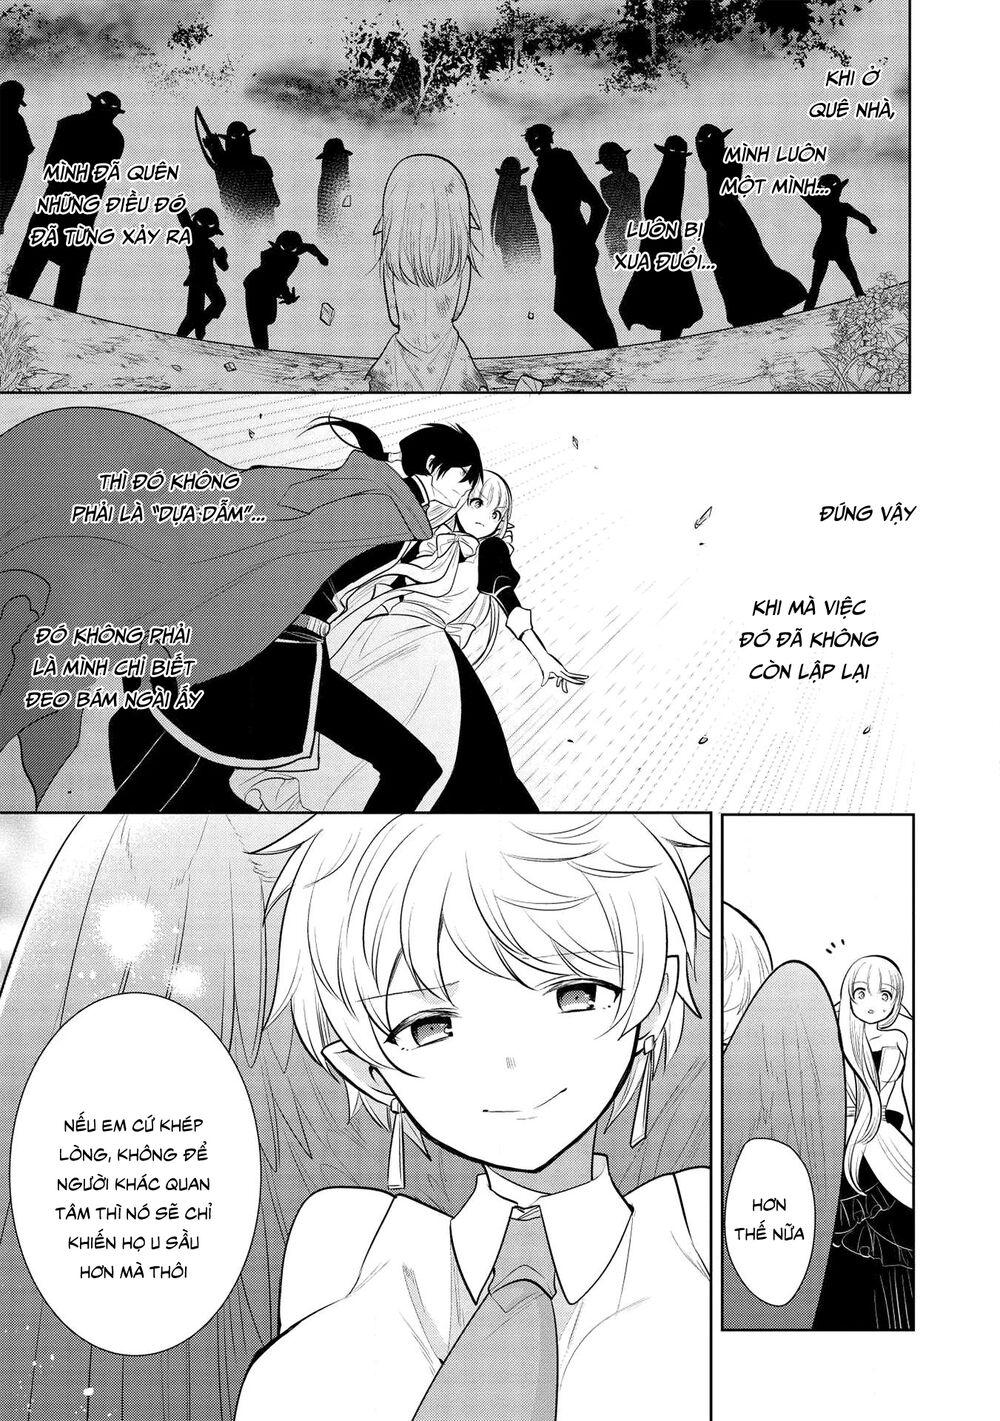 KHI Ở
QUÊ NHÀ,
MÌNH LUÔN
MỘT MÌNH...
LUÔN BỊ
XUA ĐUỔI...
MÌNH ĐÃ QUÊN
NHỮNG ĐIỀU ĐÓ
ĐÃ TỪNG XẢY RA
ĐÚNG VẬY
KHI MÀ VIỆC
ĐÓ ĐÃ KHÔNG
CÒN LẬP LẠI
THÌ ĐÓ KHÔNG
PHẢI LÀ “DỰA-DẪM”...
ĐÓ KHÔNG PHẢI
LÀ MÌNH CHỈ BIẾT
ĐEO BÁM NGÀI ẤY
HƠN
THẾ NỮA
NẾU EM CỨ KHÉP
LÒNG, KHÔNG ĐỂ
NGƯỜI KHÁC QUAN
TÂM THÌ NÓ SẼ CHỈ
KHIẾN HỌ U SẦU
HƠN MÀ THÔI